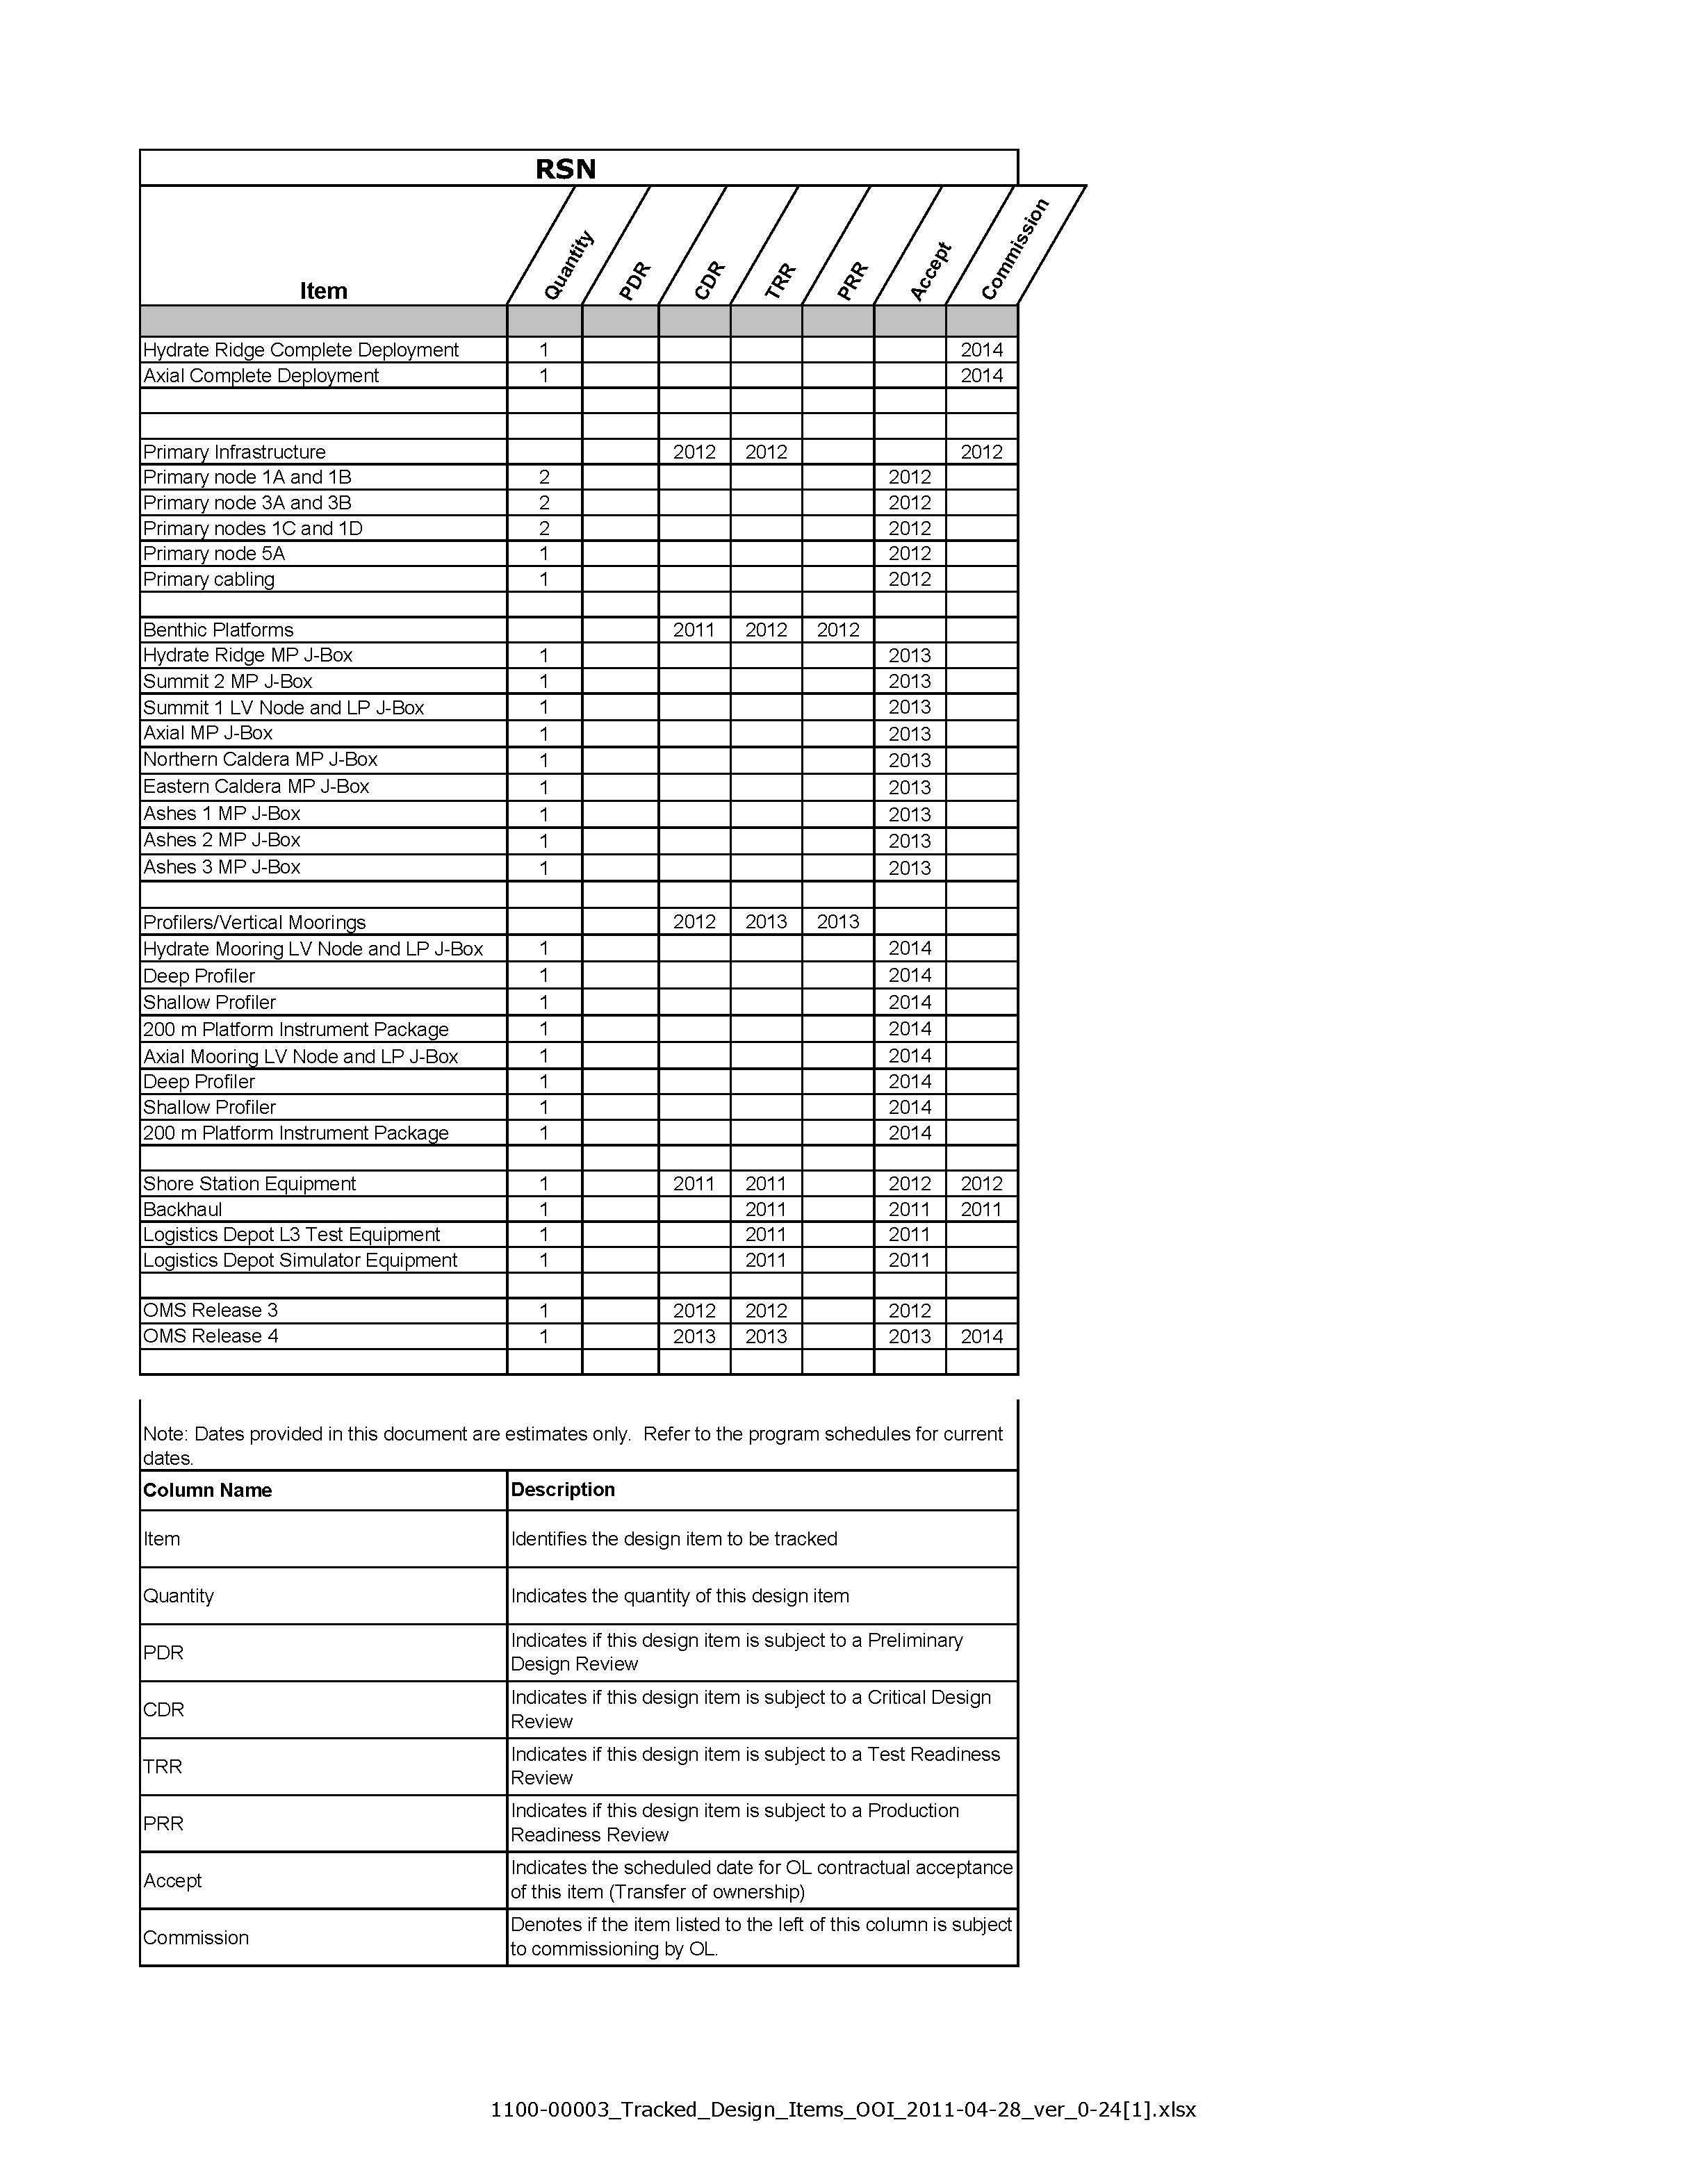 RSN
Item Quantity PDR CDR TRR PRR Accept Commission
Hydrate Ridge Complete Deployment 1 2014
Axial Complete Deployment 1 2014
Primary Infrastructure 2012 2012 2012
Primary node 1A and 1B 2 2012
Primary node 3A and 3B 2 2012
Primary nodes 1C and 1D 2 2012
Primary node 5A 1 2012
Primary cabling 1 2012
Benthic Platforms 2011 2012 2012
Hydrate Ridge MP J-Box 1 2013
Summit 2 MP J-Box 1 2013
Summit 1 LV Node and LP J-Box 1 2013
Axial MP J-Box 1 2013
Northern Caldera MP J-Box 1 2013
Eastern Caldera MP J-Box 1 2013
Ashes 1 MP J-Box 1 2013
Ashes 2 MP J-Box 1 2013
Ashes 3 MP J-Box 1 2013
Profilers/Vertical Moorings 2012 2013 2013
Hydrate Mooring LV Node and LP J-Box 1 2014
Deep Profiler 1 2014
Shallow Profiler 1 2014
200 m Platform Instrument Package 1 2014
Axial Mooring LV Node and LP J-Box 1 2014
Deep Profiler 1 2014
Shallow Profiler 1 2014
200 m Platform Instrument Package 1 2014
Shore Station Equipment 1 2011 2011 2012 2012
Backhaul 1 2011 2011 2011
Logistics Depot L3 Test Equipment 1 2011 2011
Logistics Depot Simulator Equipment 1 2011 2011
OMS Release 3 1 2012 2012 2012
OMS Release 4 1 2013 2013 2013 2014
Note: Dates provided in this document are estimates only. Refer to the program schedules for current
dates.
Column Name Description
Item Identifies the design item to be tracked
Quantity Indicates the quantity of this design item
PDR Indicates if this design item is subject to a Preliminary
Design Review
CDR Indicates if this design item is subject to a Critical Design
Review
TRR Indicates if this design item is subject to a Test Readiness
Review
PRR Indicates if this design item is subject to a Production
Readiness Review
Accept Indicates the scheduled date for OL contractual acceptance
of this item (Transfer of ownership)
Commission Denotes if the item listed to the left of this column is subject
to commissioning by OL.
1100-00003_Tracked_Design_Items_OOI_2011-04-28_ver_0-24[1].xlsx